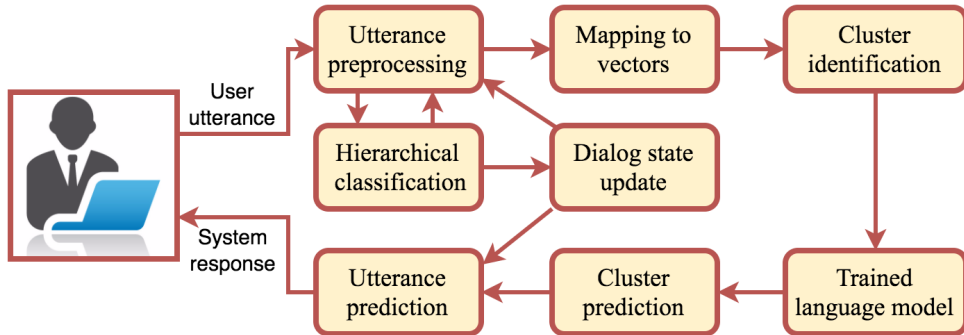 User
utterance
Utterance
preprocessing
Mapping to
vectors
Cluster
identification
Hierarchical
classification
Dialog state
update
System
response
Utterance
prediction
Cluster
prediction
Trained
language model